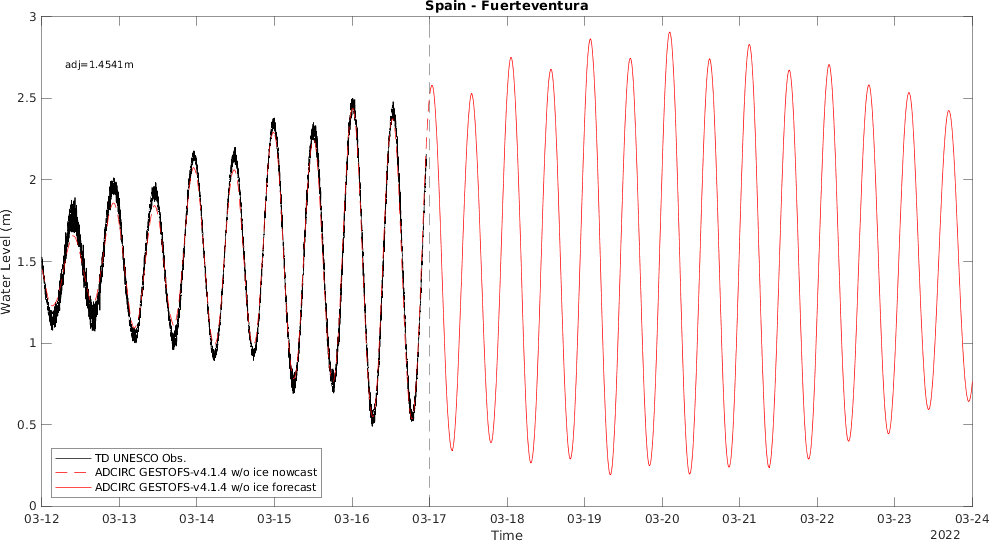 Spain - Fuerteventura
adj=1.4541m
Water Level (m)
3
2.5
2
1.5
1
0.5
0
TD UNESCO Obs.
ADCIRC GESTOFS-v4.1.4 w/o ice nowcast
ADCIRC GESTOFS-v4.1.4 w/o ice forecast
03-12 03-13 03-14 03-15 03-16 03-17 03-18 03-19 03-20 03-21 03-22 03-23 03-24
Time
2022